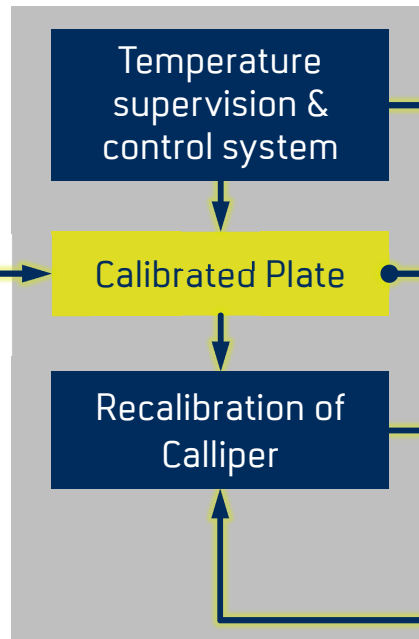 Temperature
supervision &
control system
Calibrated Plate
Recalibration of
Calliper